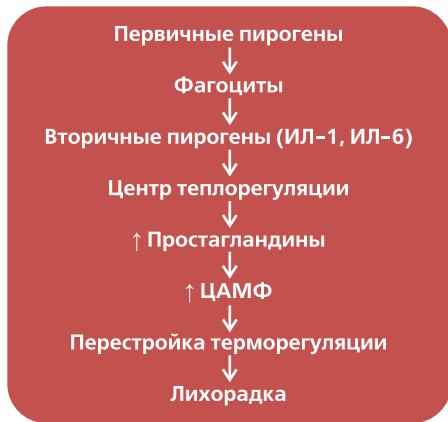 Первичные пирогены
↓
Фагоциты
↓
Вторичные пирогены (ИЛ-1, ИЛ-6)
↓
Центр теплорегуляции
↓
↑ Простагландины
↓
↑ ЦАМФ
↓
Перестройка терморегуляции
↓
Лихорадка